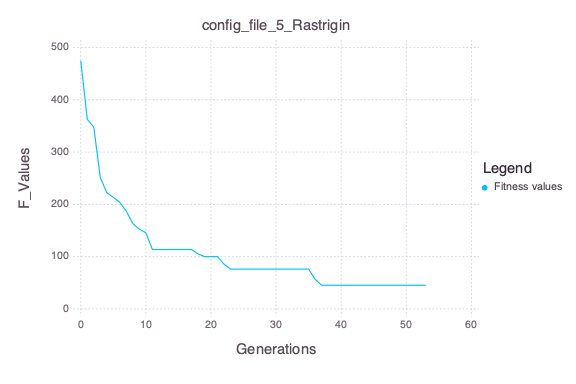 config_file_5_Rastrigin
500
400
300
200
100
0
F_Values
0 10 20 30 40 50 60
Generations
Legend
Fitness values